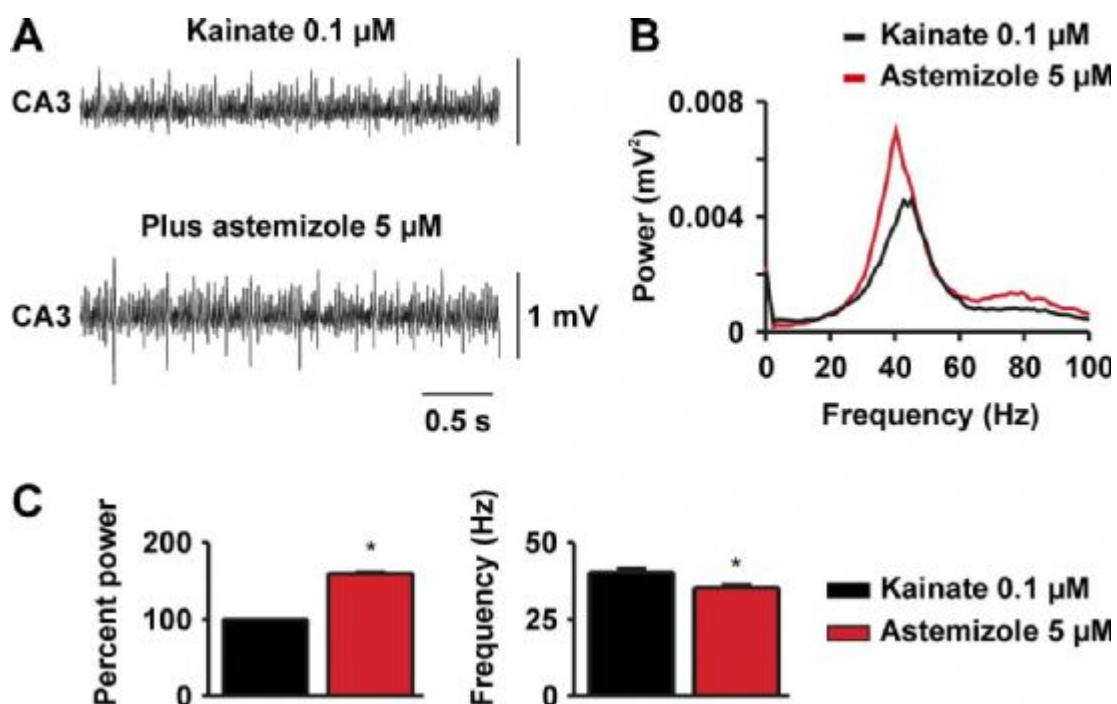 A
Kainate 0.1 µM
CA3
Plus astemizole 5 µM
CA3
1 mV
0.5 s
B
Kainate 0.1 µM
Astemizole 5 µM
0.008
0.004
0
Power (mV²)
0 20 40 60 80 100
Frequency (Hz)
C
Percent power
200
100
0
*
Frequency (Hz)
50
25
0
*
Kainate 0.1 µM
Astemizole 5 µM